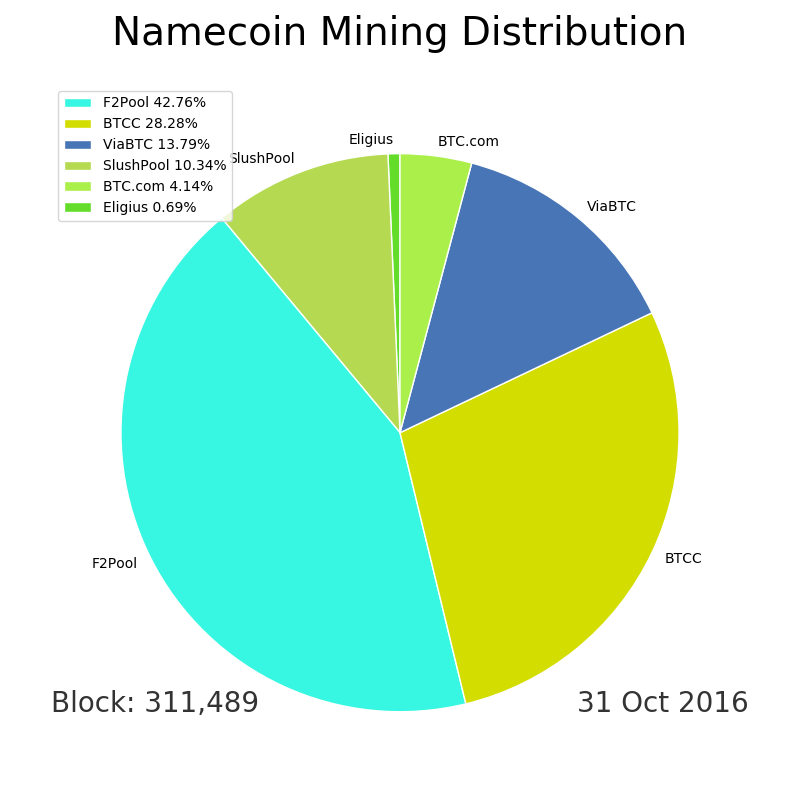 Namecoin Mining Distribution
F2Pool 42.76%
BTCC 28.28%
ViaBTC 13.79%
SlushPool 10.34%
BTC.com 4.14%
Eligius 0.69%
SlushPool
Eligius
BTC.com
ViaBTC
BTCC
F2Pool
Block: 311,489
31 Oct 2016